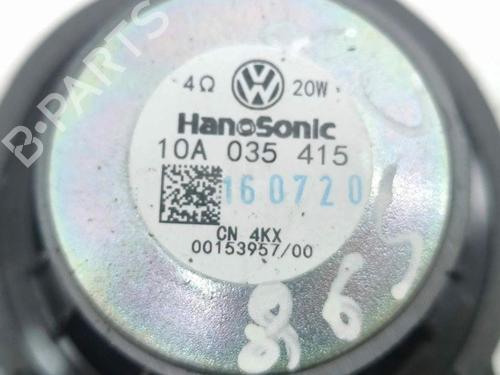 4Ω 20W
HanoSonic
10A 035 415
160720
CN 4KX
00153957/00
B-PARTS